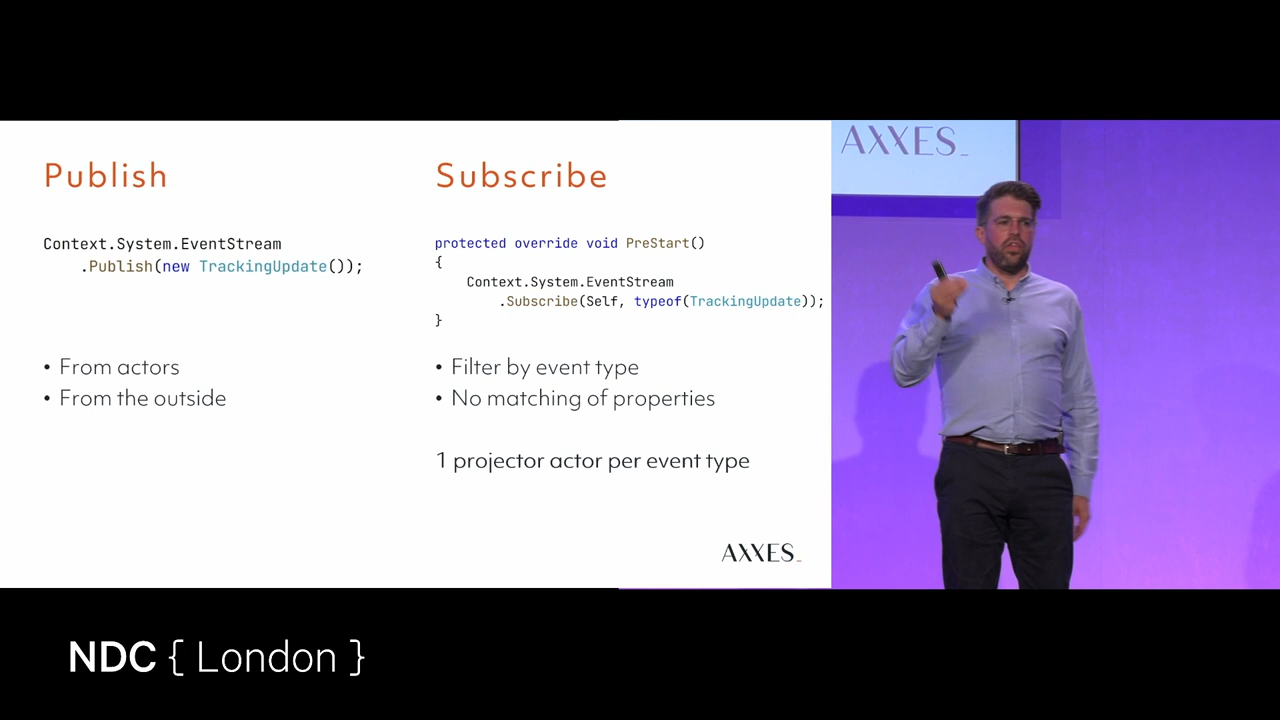 Publish
Context.System.EventStream
.Publish(new TrackingUpdate());
• From actors
• From the outside
Subscribe
protected override void PreStart()
{
Context.System.EventStream
.Subscribe(Self, typeof(TrackingUpdate));
}
• Filter by event type
• No matching of properties
1 projector actor per event type
AXXES_
AXXES_
NDC { London }